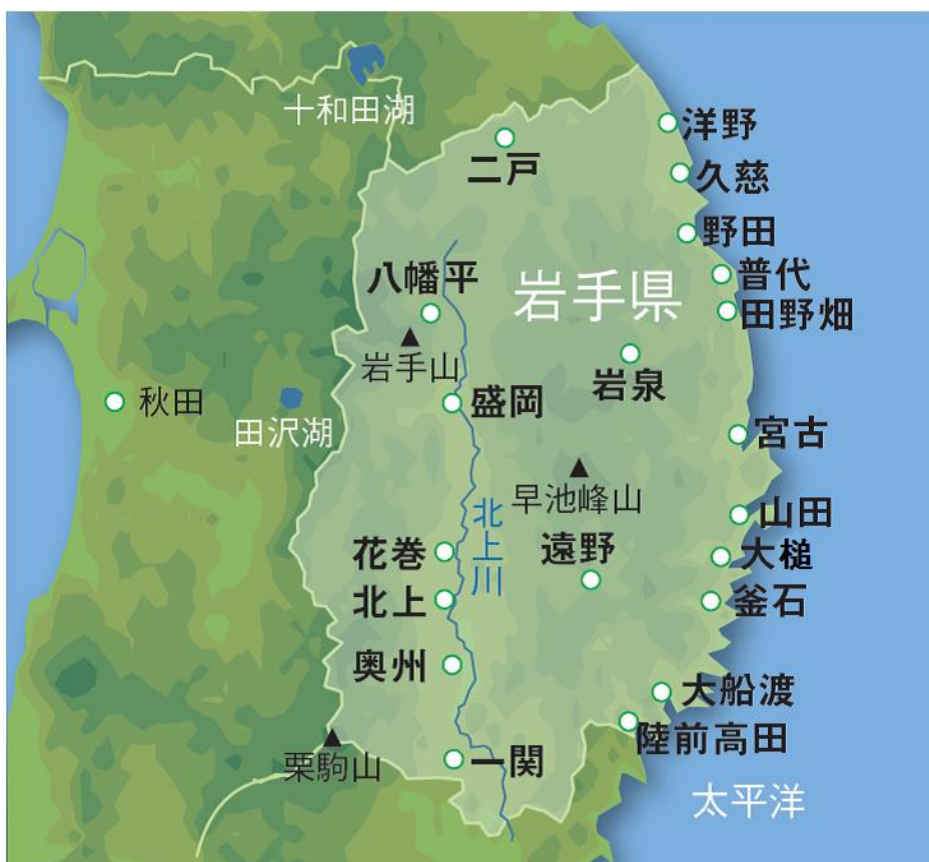 十和田湖
洋野
二戸
久慈
野田
八幡平
普代
岩手県
田野畑
岩手山
岩泉
秋田
盛岡
田沢湖
宮古
早池峰山
山田
北上川
花巻
遠野
大槌
北上
釜石
奥州
大船渡
陸前高田
栗駒山
一関
太平洋